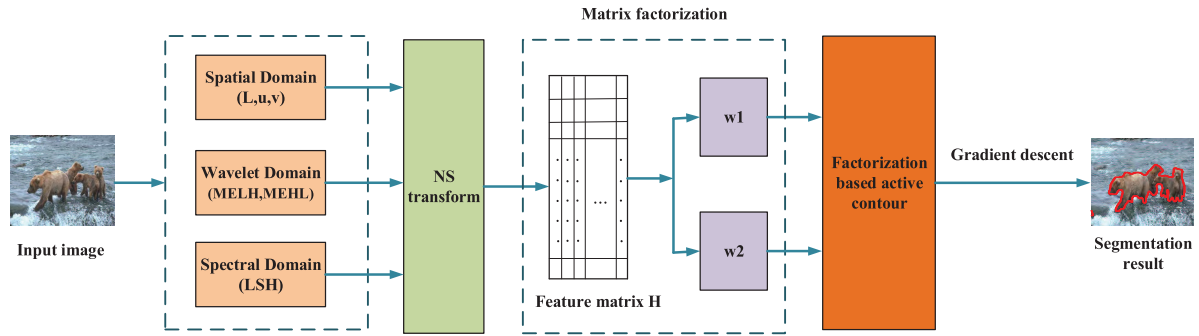 Matrix factorization
Input image
Spatial Domain
(L,u,v)
Wavelet Domain
(MELH,MEHL)
Spectral Domain
(LSH)
NS
transform
...
Feature matrix H
w1
w2
Factorization
based active
contour
Gradient descent
Segmentation
result